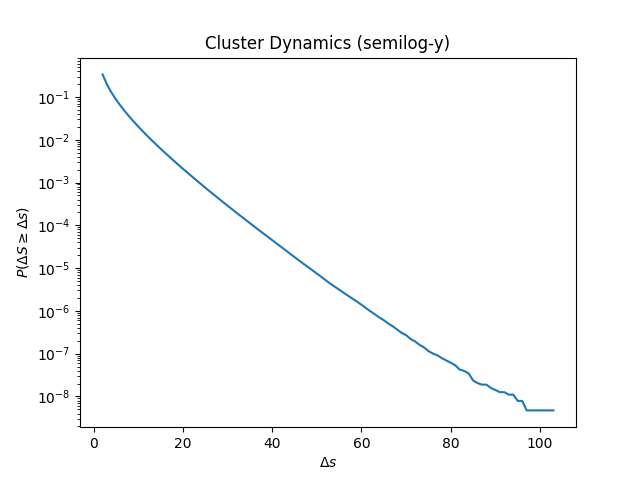 Cluster Dynamics (semilog-y)
10⁻¹
10⁻²
10⁻³
10⁻⁴
10⁻⁵
10⁻⁶
10⁻⁷
10⁻⁸
P(ΔS ≥ Δs)
0 20 40 60 80 100
Δs